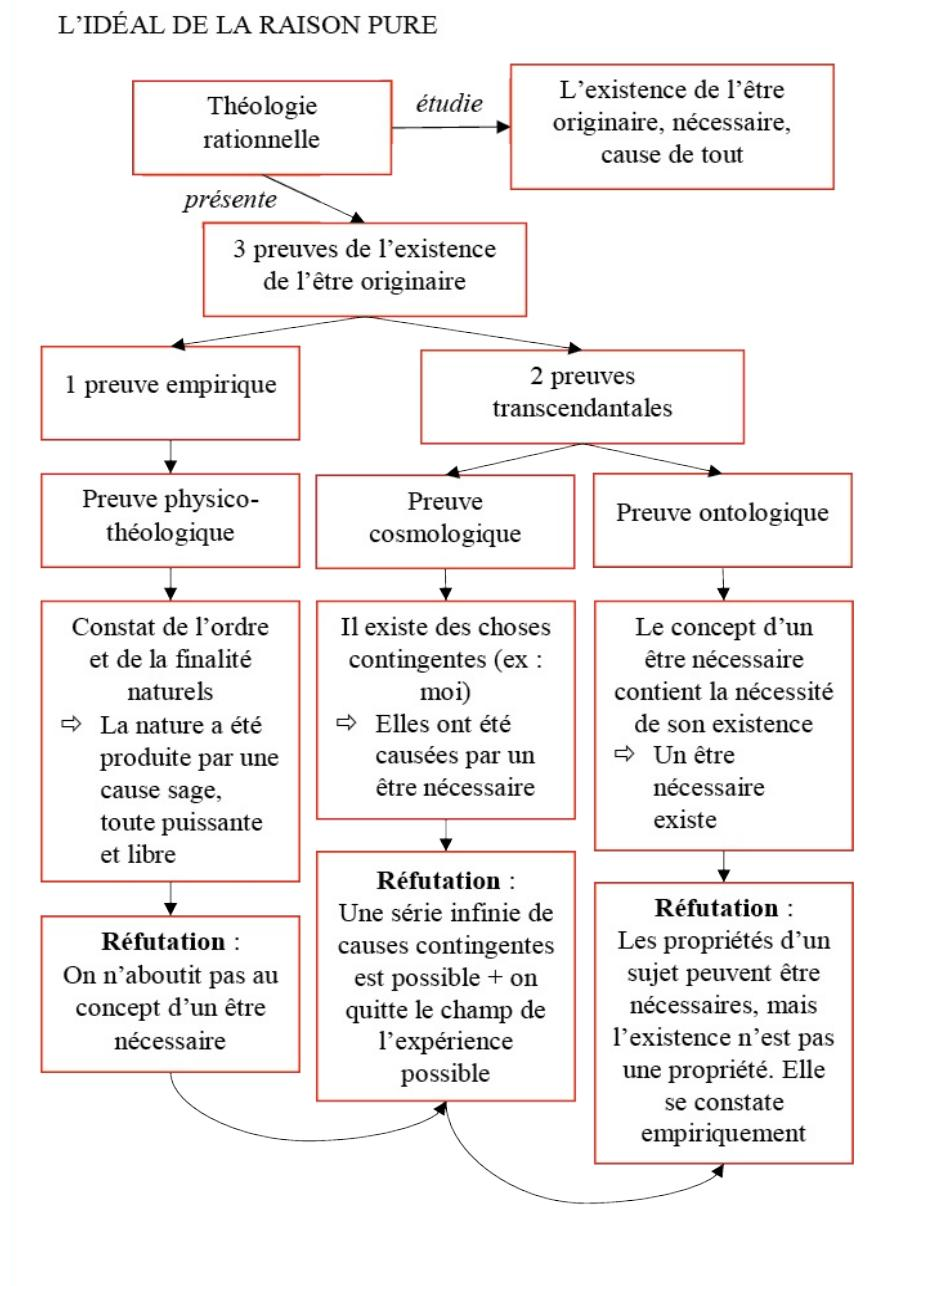 L’IDÉAL DE LA RAISON PURE
Théologie
rationnelle
étudie
L’existence de l’être
originaire, nécessaire,
cause de tout
présente
3 preuves de l’existence
de l’être originaire
1 preuve empirique
2 preuves
transcendantales
Preuve physico-
théologique
Preuve
cosmologique
Preuve ontologique
Constat de l’ordre
et de la finalité
naturels
⇨ La nature a été
produite par une
cause sage,
toute puissante
et libre
Il existe des choses
contingentes (ex :
moi)
⇨ Elles ont été
causées par un
être nécessaire
Le concept d’un
être nécessaire
contient la nécessité
de son existence
⇨ Un être
nécessaire
existe
Réfutation :
On n’aboutit pas au
concept d’un être
nécessaire
Réfutation :
Une série infinie de
causes contingentes
est possible + on
quitte le champ de
l’expérience
possible
Réfutation :
Les propriétés d’un
sujet peuvent être
nécessaires, mais
l’existence n’est pas
une propriété. Elle
se constate
empiriquement